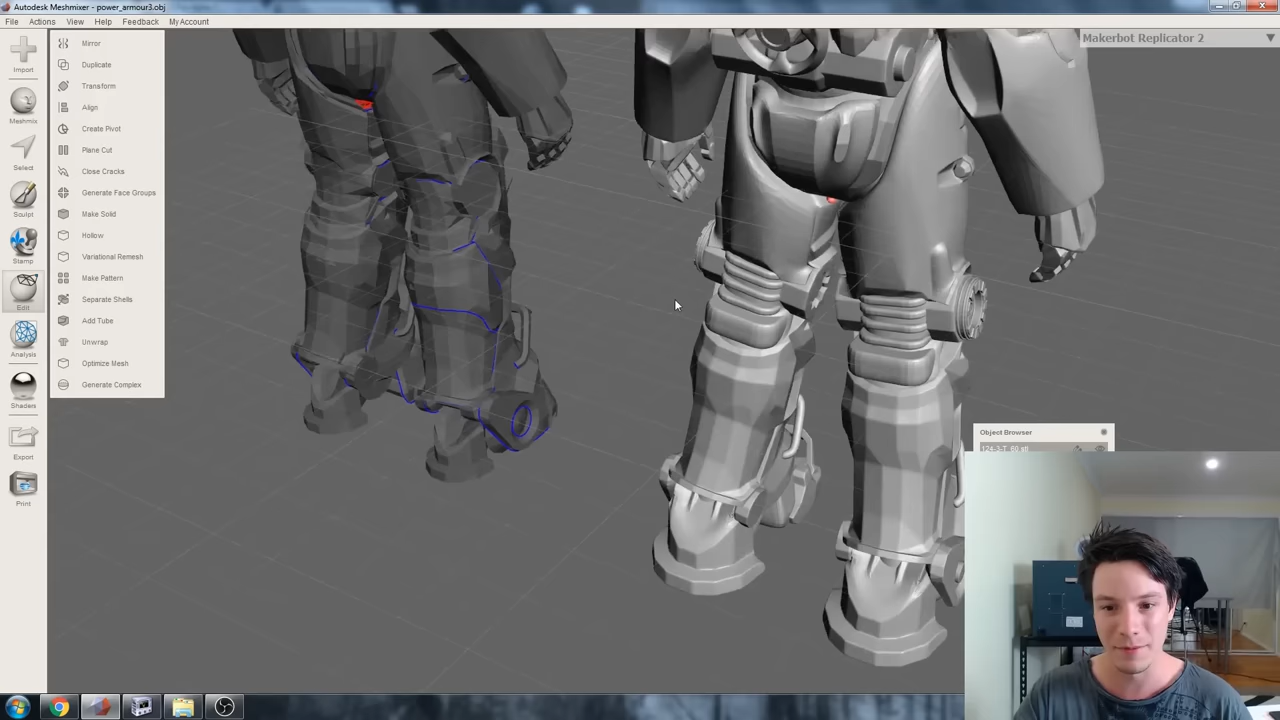 Autodesk Meshmixer - power_armour3.obj
File Actions View Help Feedback My Account
Makerbot Replicator 2
Import
Meshmix
Select
Sculpt
Stamp
Edit
Analysis
Shaders
Export
Print
Mirror
Duplicate
Transform
Align
Create Pivot
Plane Cut
Close Cracks
Generate Face Groups
Make Solid
Hollow
Variational Remesh
Make Pattern
Separate Shells
Add Tube
Unwrap
Optimize Mesh
Generate Complex
Object Browser